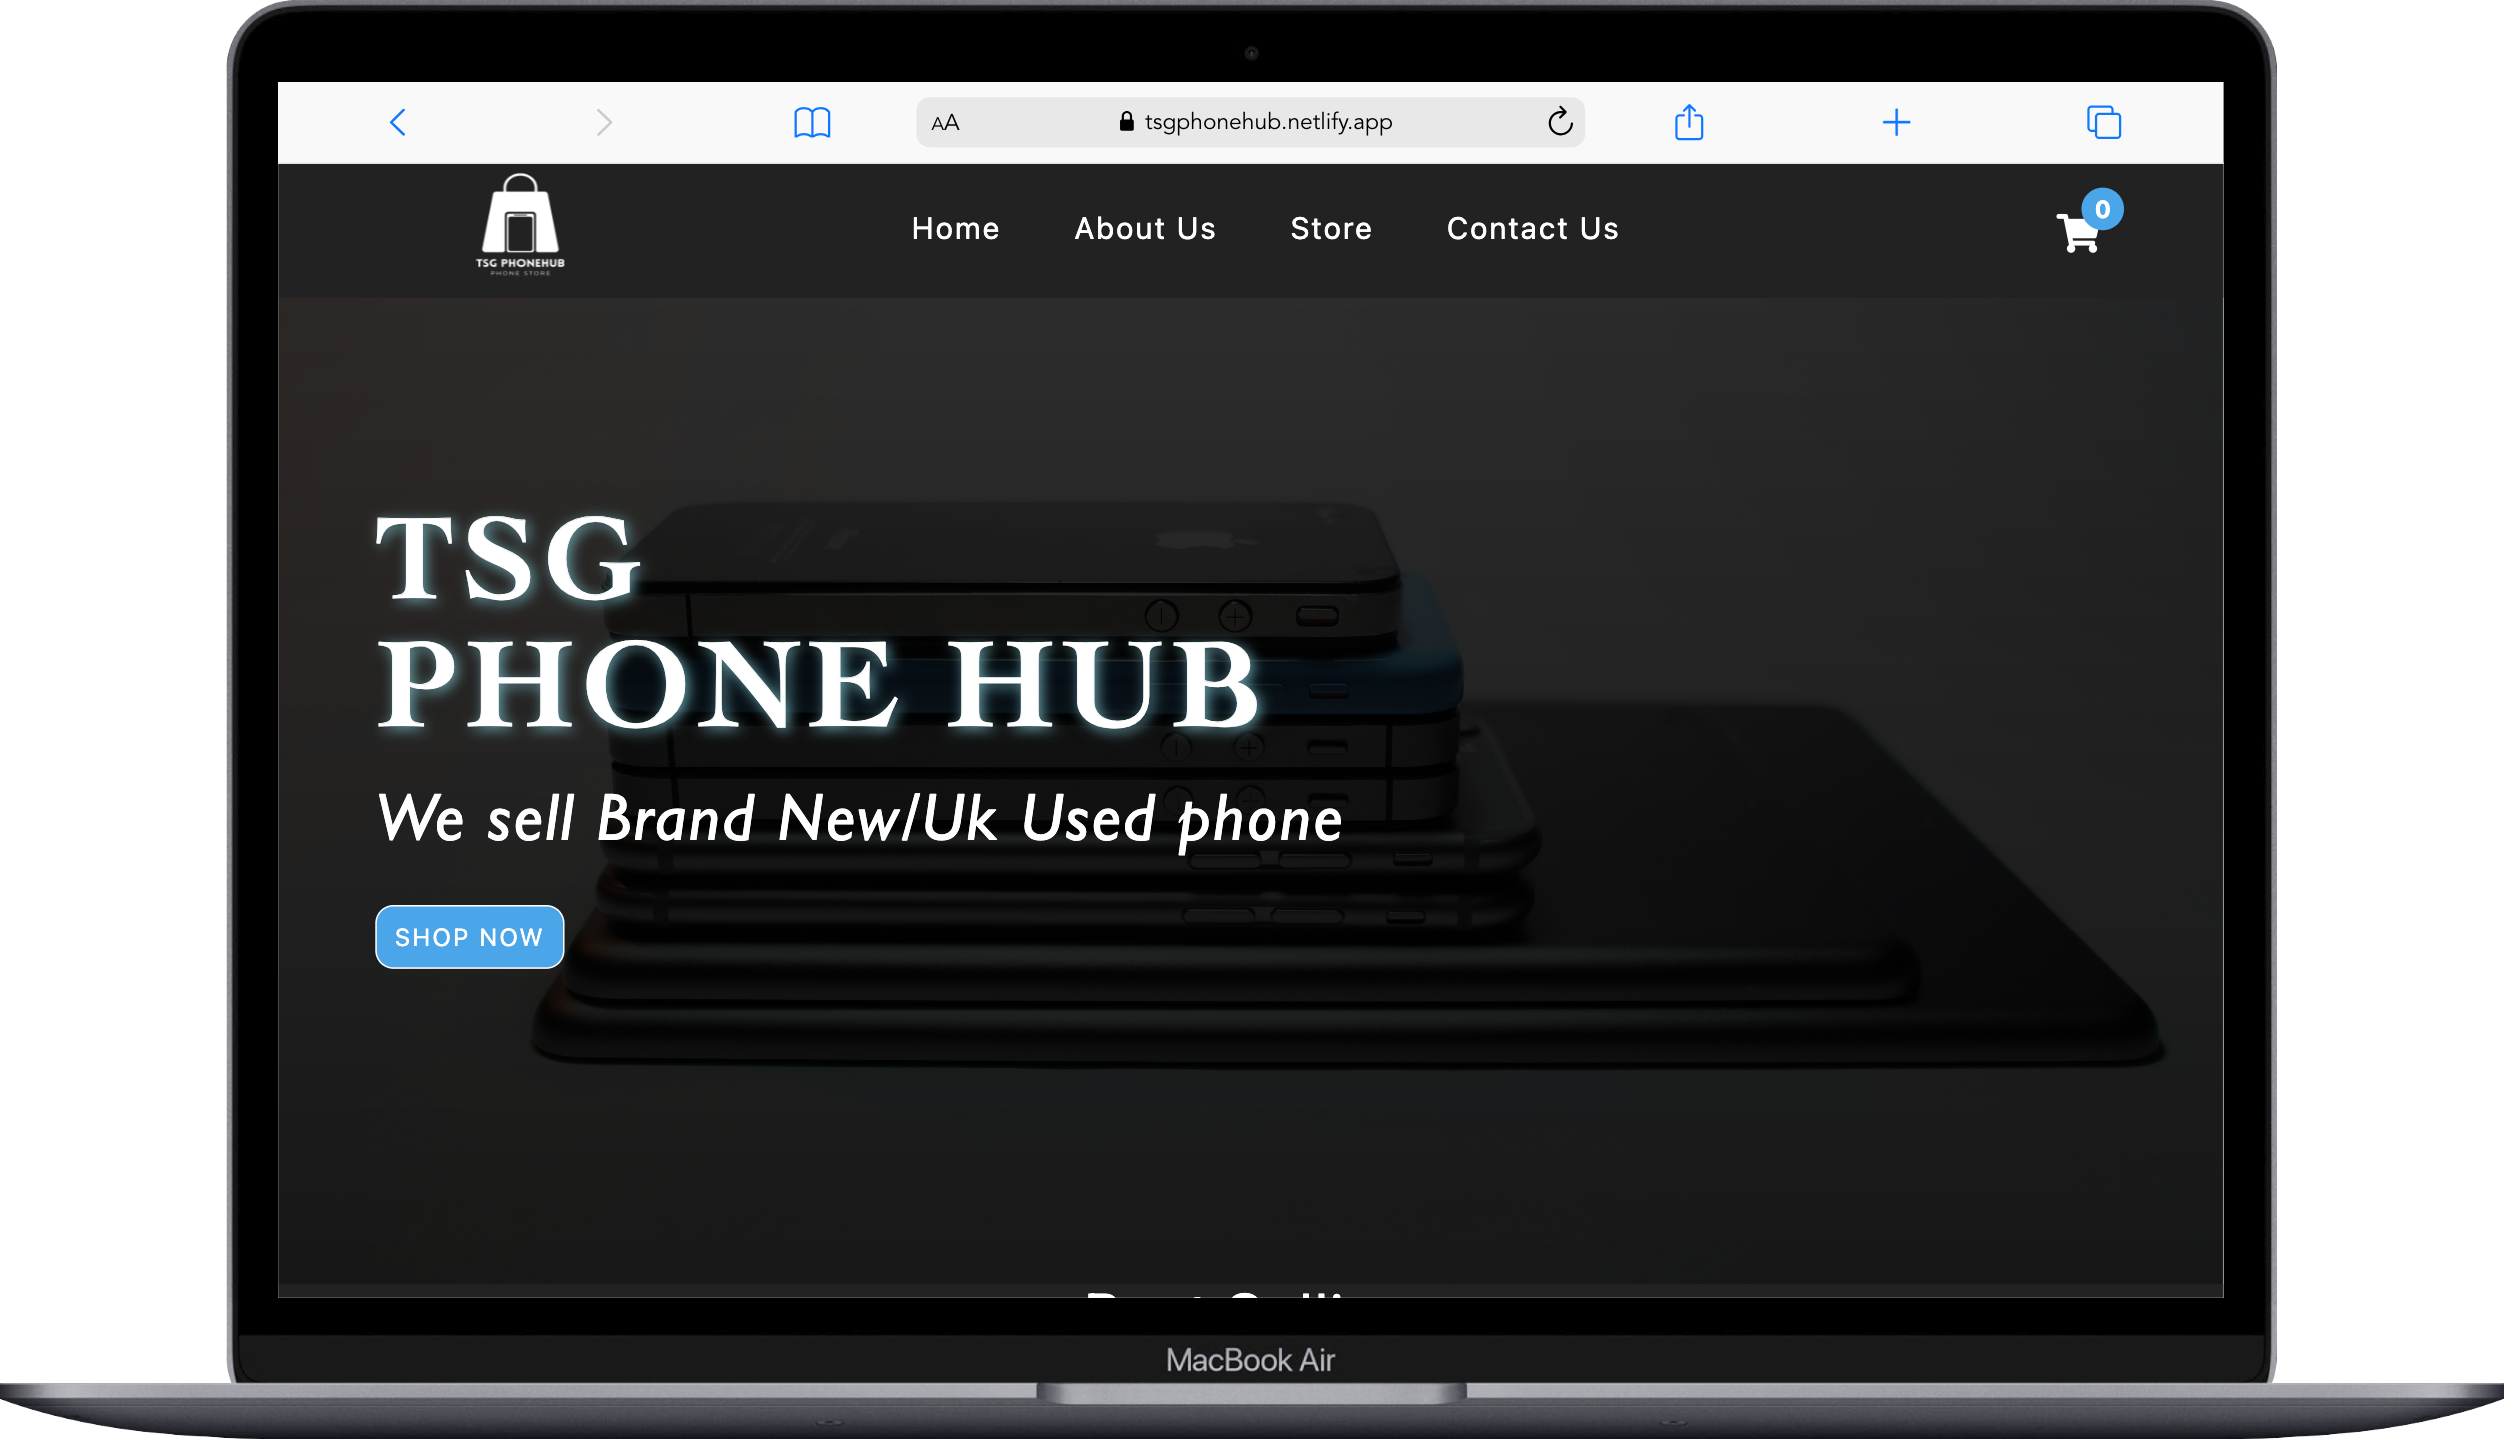 AA tsgphonehub.netlify.app
TSG PHONEHUB
PHONE STORE
Home About Us Store Contact Us
0
TSG
PHONE HUB
We sell Brand New/Uk Used phone
SHOP NOW
MacBook Air